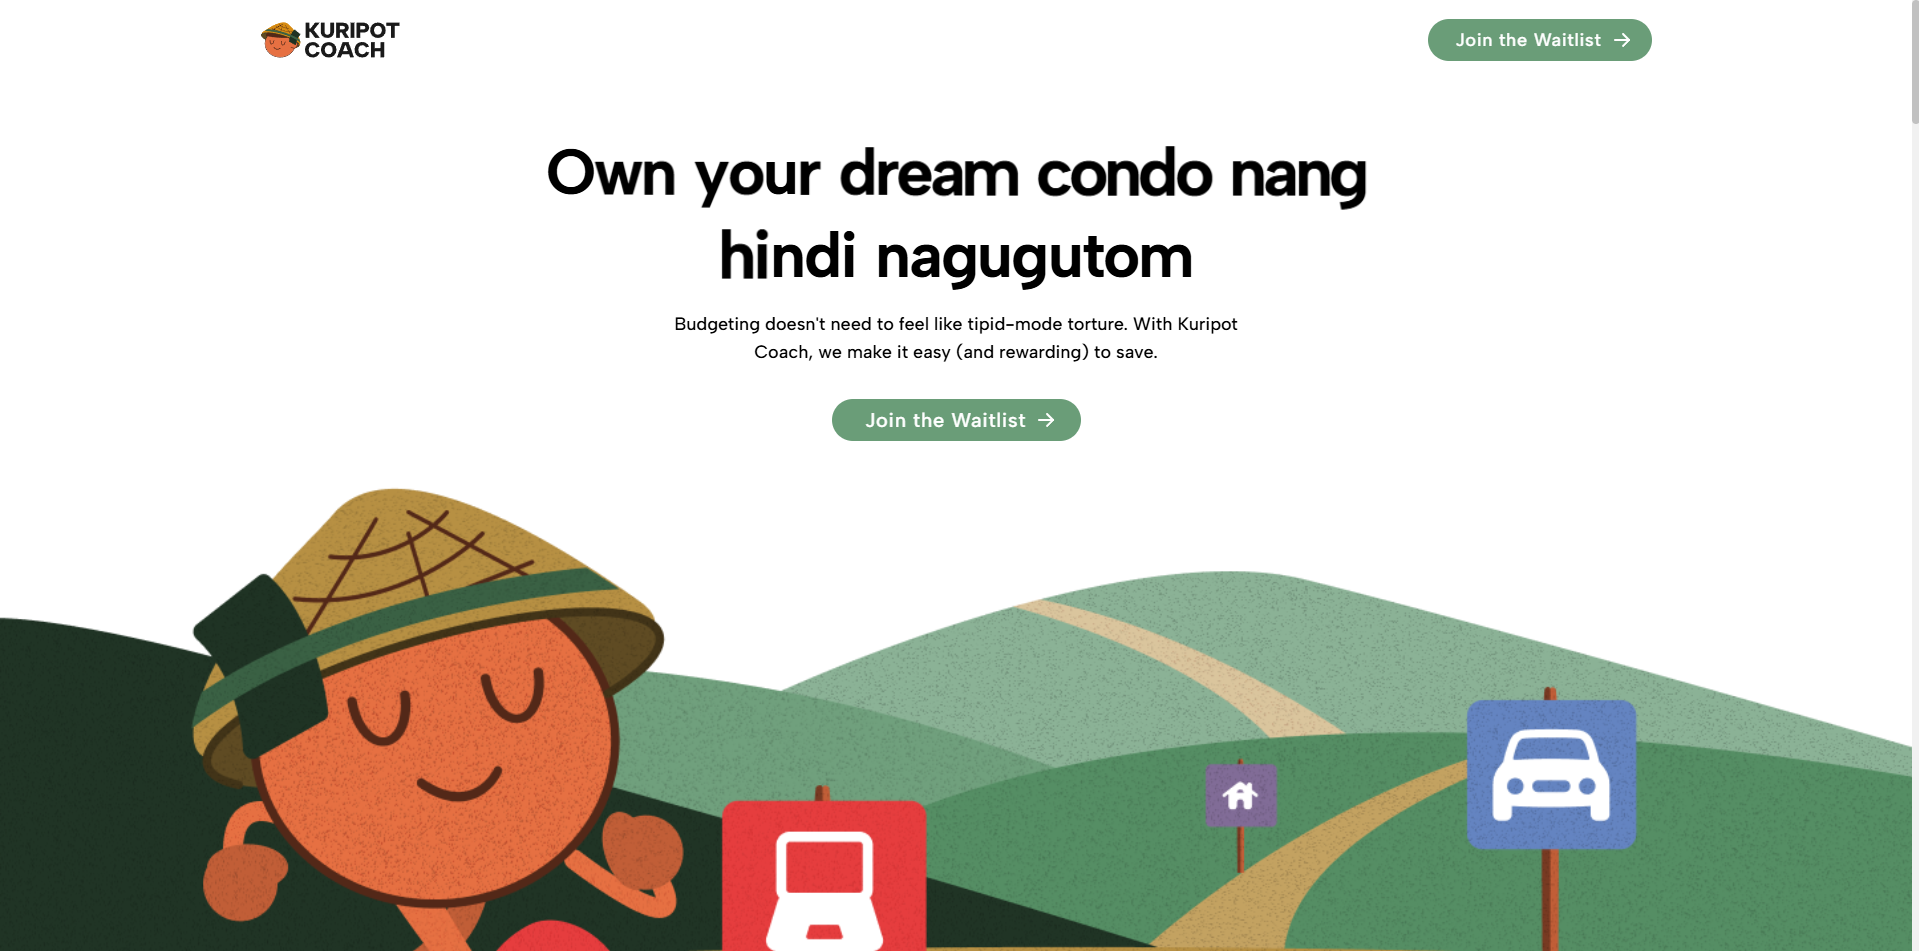 KURIPOT
COACH
Join the Waitlist
Own your dream condo nang
hindi nagugutom
Budgeting doesn't need to feel like tipid-mode torture. With Kuripot
Coach, we make it easy (and rewarding) to save.
Join the Waitlist